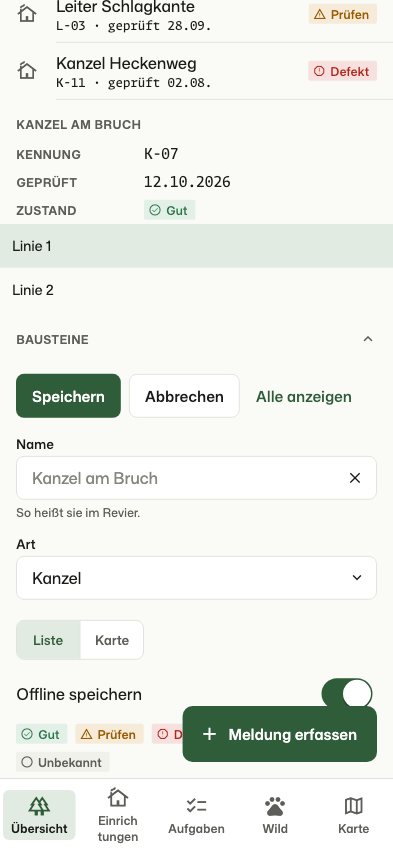 Leiter Schlagkante
L-03 · geprüft 28.09.
Prüfen
Kanzel Heckenweg
K-11 · geprüft 02.08.
Defekt
KANZEL AM BRUCH
KENNUNG K-07
GEPRÜFT 12.10.2026
ZUSTAND Gut
Linie 1
Linie 2
BAUSTEINE
Speichern Abbrechen Alle anzeigen
Name
Kanzel am Bruch
So heißt sie im Revier.
Art
Kanzel
Liste Karte
Offline speichern
Gut Prüfen D
Meldung erfassen
Unbekannt
Übersicht
Einrich
tungen
Aufgaben
Wild
Karte